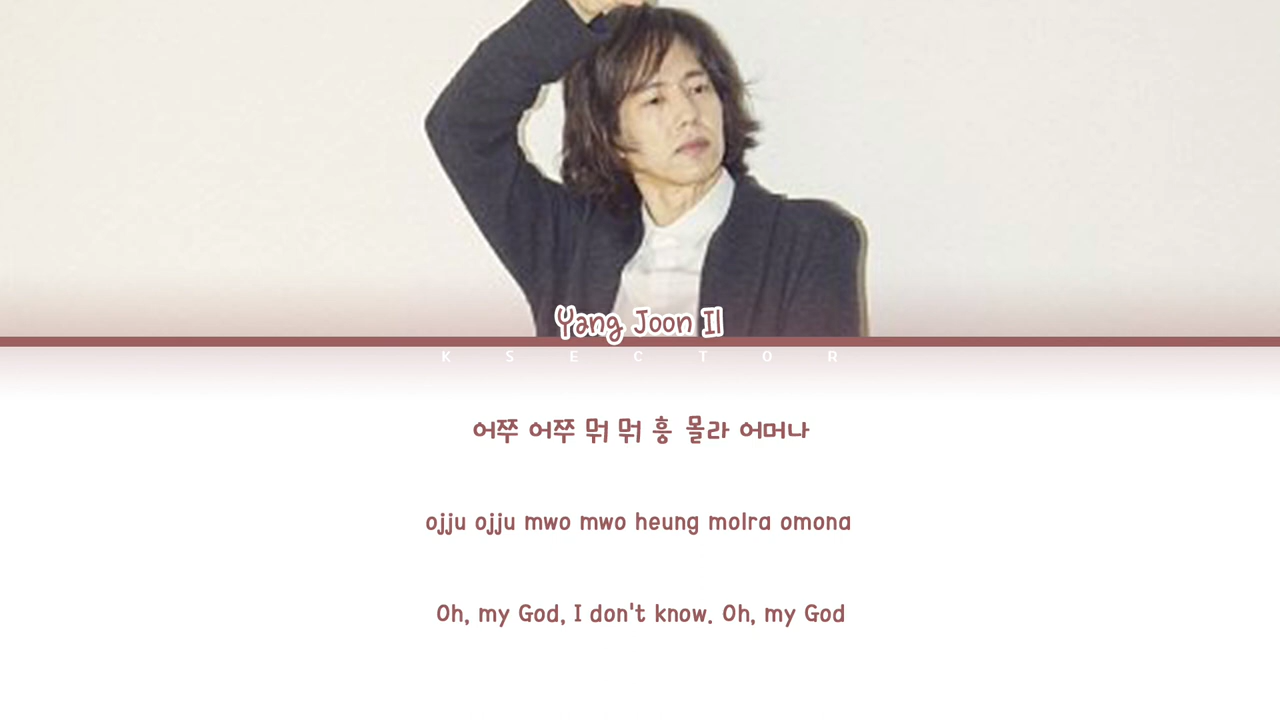 Yang Joon Il
K S E C T O R
어쭈 어쭈 뭐 뭐 흥 몰라 어머나
ojju ojju mwo mwo heung molra omona
Oh, my God, I don't know. Oh, my God